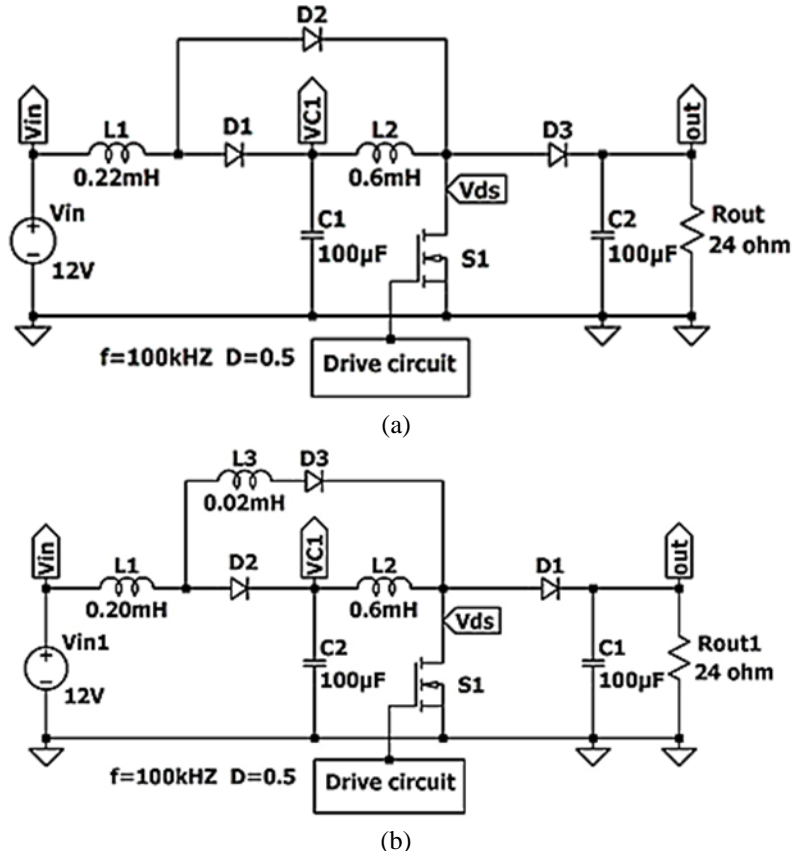 D2
Vin
L1
D1
VC1
L2
D3
out
0.22mH
0.6mH
Vds
Vin
12V
C1
100µF
S1
C2
100µF
Rout
24 ohm
f=100kHZ D=0.5
Drive circuit
(a)
L3
D3
0.02mH
Vin
L1
D2
VC1
L2
D1
out
0.20mH
0.6mH
Vds
Vin1
12V
C2
100µF
S1
C1
100µF
Rout1
24 ohm
f=100kHZ D=0.5
Drive circuit
(b)